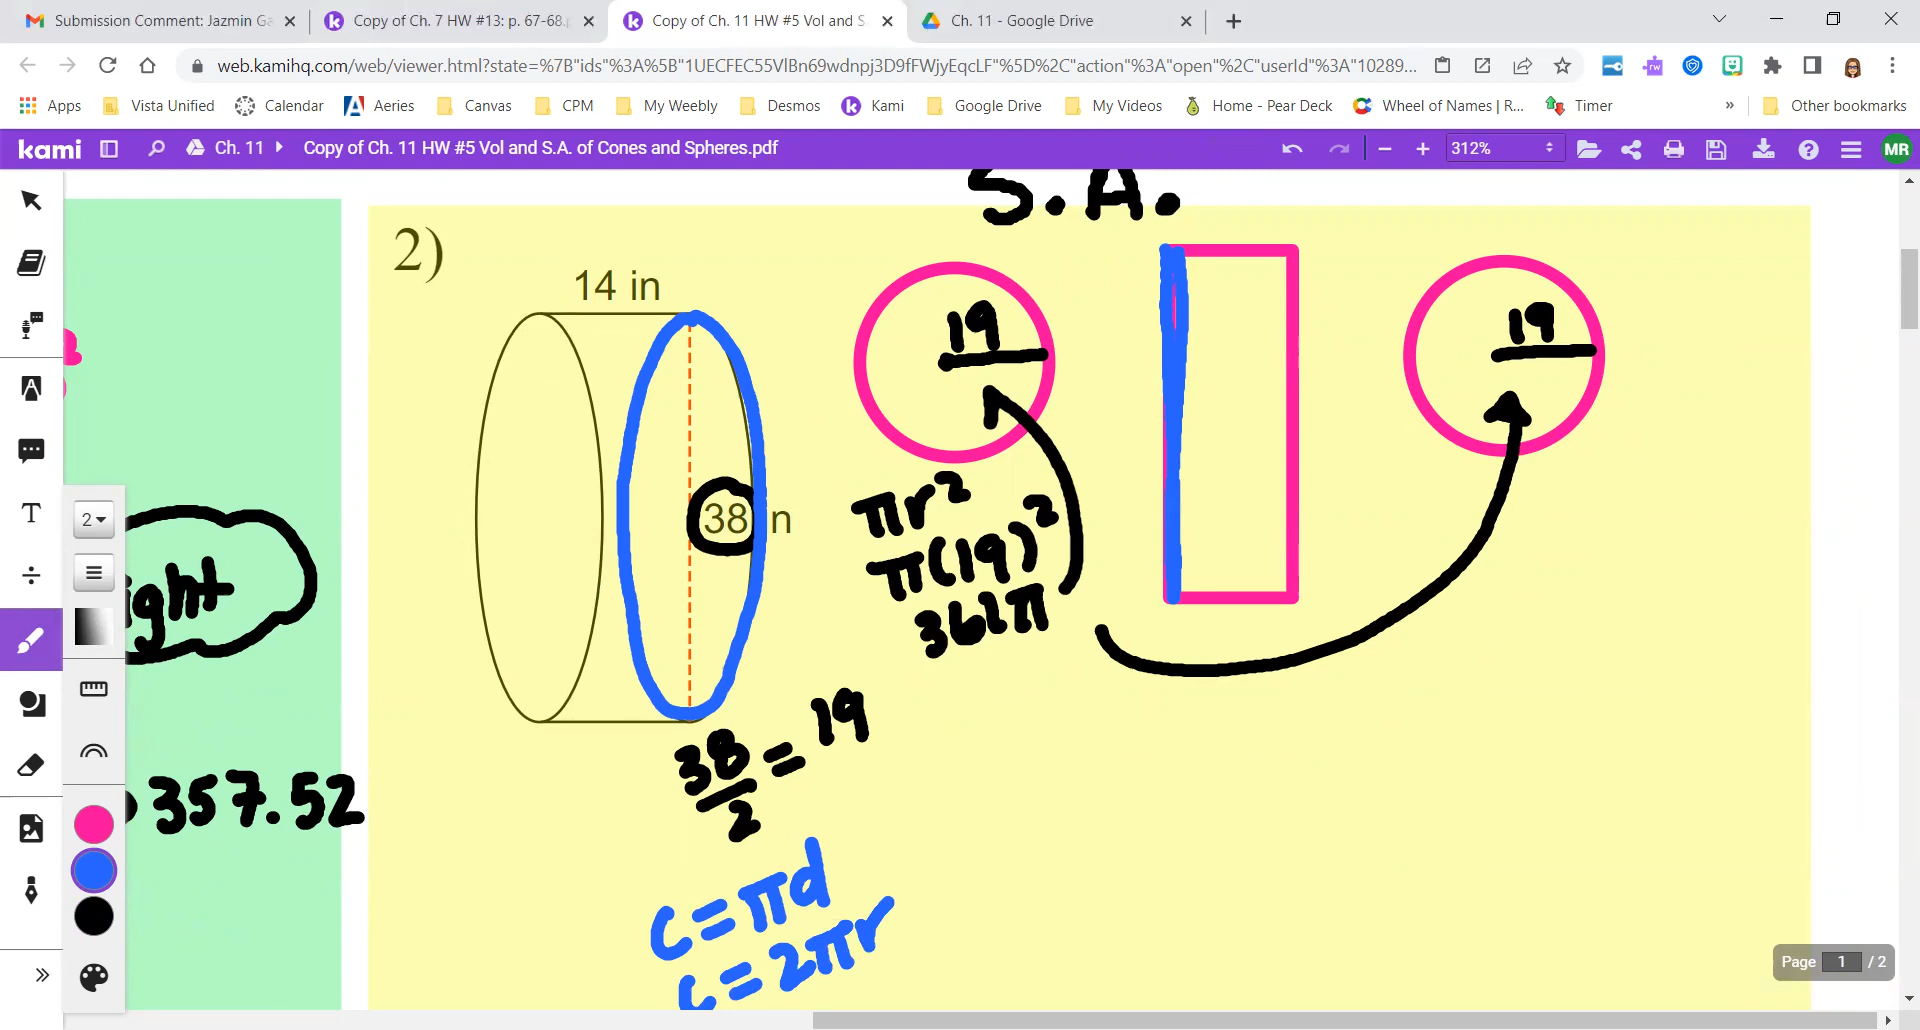 Submission Comment: Jazmin Ga
Copy of Ch. 7 HW #13: p. 67-68.
Copy of Ch. 11 HW #5 Vol and S
Ch. 11 - Google Drive
web.kamihq.com/web/viewer.html?state=%7B"ids"%3A%5B"1UECFEC55VlBn69wdnpj3D9fFWjyEqcLF"%5D%2C"action"%3A"open"%2C"userId"%3A"10289...
Apps
Vista Unified
Calendar
Aeries
Canvas
CPM
My Weebly
Desmos
Kami
Google Drive
My Videos
Home - Pear Deck
Wheel of Names | R...
Timer
»
Other bookmarks
kami
Ch. 11
Copy of Ch. 11 HW #5 Vol and S.A. of Cones and Spheres.pdf
312%
MR
S.A.
2)
14 in
19
19
38 n
πr²
π(19)²
361π
ight
2
357.52
38/2 = 19
C=πd
C=2πr
Page 1 / 2